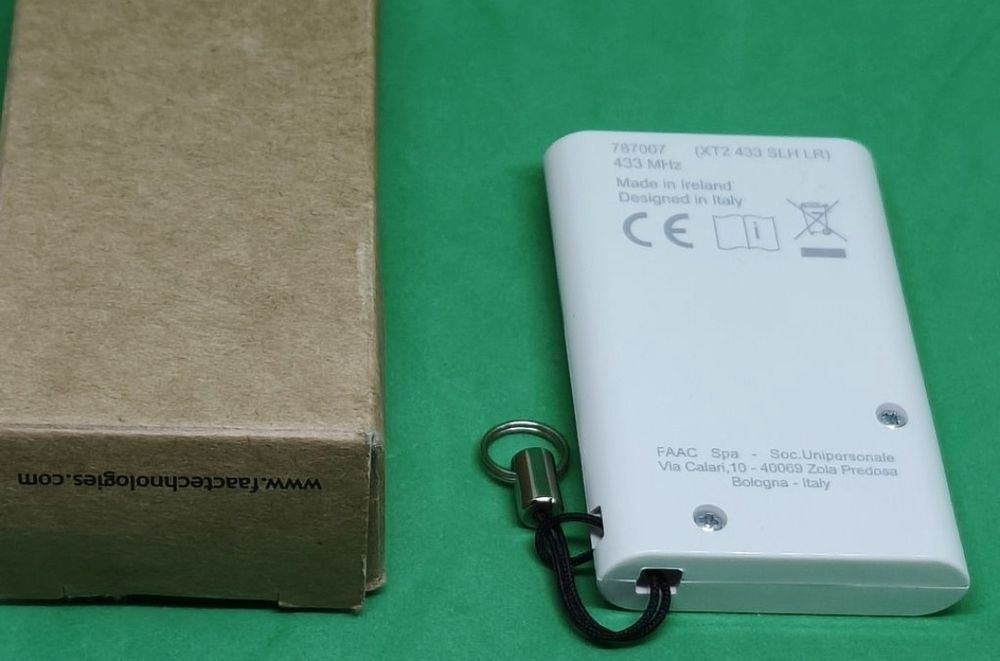 787007 (XT2 433 SLH LR)
433 MHz
Made in Ireland
Designed in Italy
CE
i
FAAC Spa - Soc.Unipersonale
Via Calari,10 - 40069 Zola Predosa
Bologna - Italy
www.faactechnologies.com